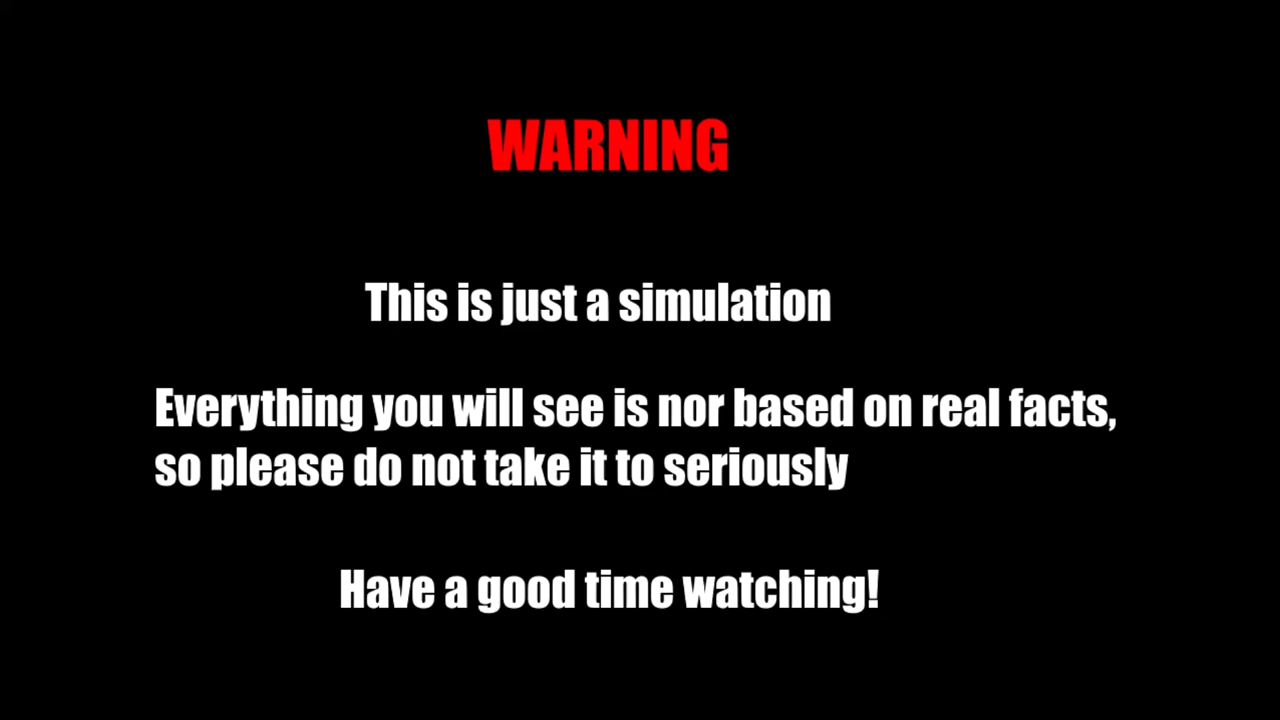 WARNING
This is just a simulation
Everything you will see is nor based on real facts,
so please do not take it to seriously
Have a good time watching!